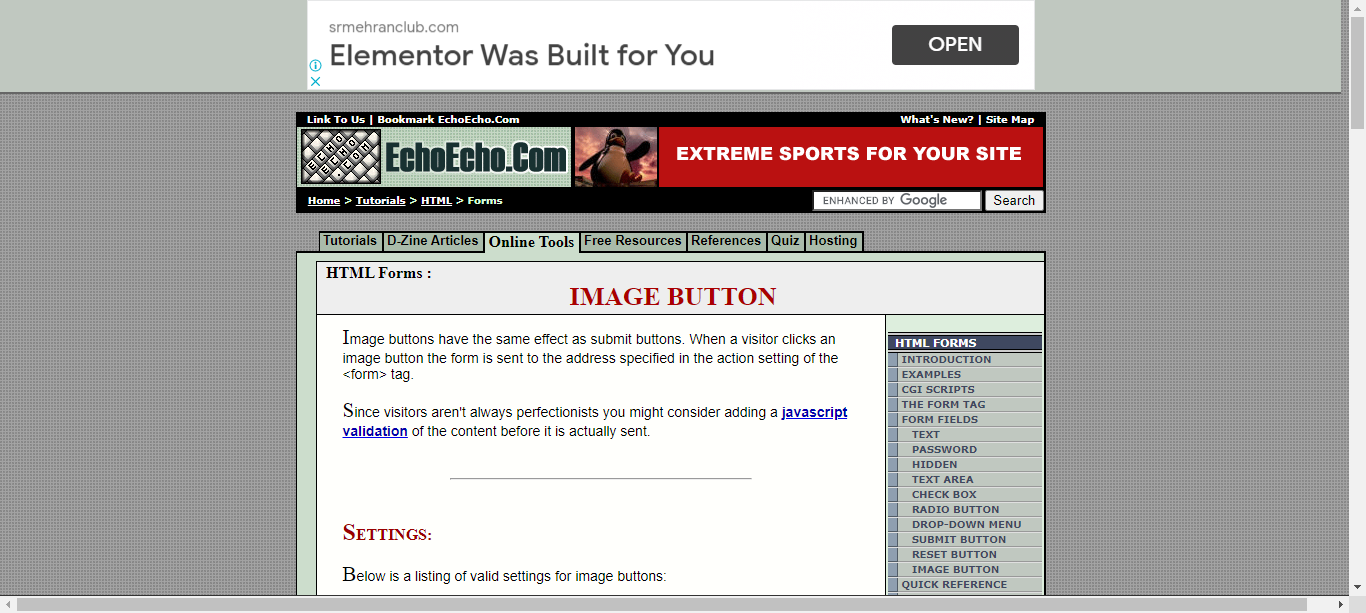 srmehranclub.com
Elementor Was Built for You
OPEN
Link To Us | Bookmark EchoEcho.Com
What's New? | Site Map
ECHO
ECHO
.COM
EchoEcho.Com
EXTREME SPORTS FOR YOUR SITE
Home > Tutorials > HTML > Forms
ENHANCED BY Google
Search
Tutorials
D-Zine Articles
Online Tools
Free Resources
References
Quiz
Hosting
HTML Forms :
IMAGE BUTTON
Image buttons have the same effect as submit buttons. When a visitor clicks an
image button the form is sent to the address specified in the action setting of the
<form> tag.
Since visitors aren't always perfectionists you might consider adding a javascript
validation of the content before it is actually sent.
SETTINGS:
Below is a listing of valid settings for image buttons:
HTML FORMS
INTRODUCTION
EXAMPLES
CGI SCRIPTS
THE FORM TAG
FORM FIELDS
TEXT
PASSWORD
HIDDEN
TEXT AREA
CHECK BOX
RADIO BUTTON
DROP-DOWN MENU
SUBMIT BUTTON
RESET BUTTON
IMAGE BUTTON
QUICK REFERENCE